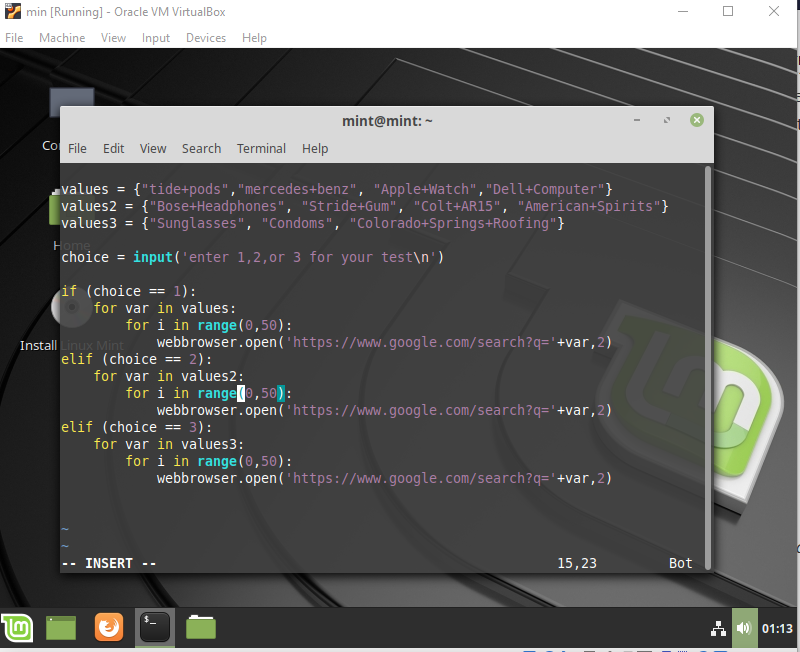 min [Running] - Oracle VM VirtualBox
File Machine View Input Devices Help
mint@mint: ~
File Edit View Search Terminal Help
values = {"tide+pods","mercedes+benz", "Apple+Watch","Dell+Computer"}
values2 = {"Bose+Headphones", "Stride+Gum", "Colt+AR15", "American+Spirits"}
values3 = {"Sunglasses", "Condoms", "Colorado+Springs+Roofing"}
Home
choice = input('enter 1,2,or 3 for your test\n')
if (choice == 1):
    for var in values:
        for i in range(0,50):
            webbrowser.open('https://www.google.com/search?q='+var,2)
Install Linux Mint
elif (choice == 2):
    for var in values2:
        for i in range(0,50):
            webbrowser.open('https://www.google.com/search?q='+var,2)
elif (choice == 3):
    for var in values3:
        for i in range(0,50):
            webbrowser.open('https://www.google.com/search?q='+var,2)
~
~
-- INSERT -- 15,23 Bot
01:13